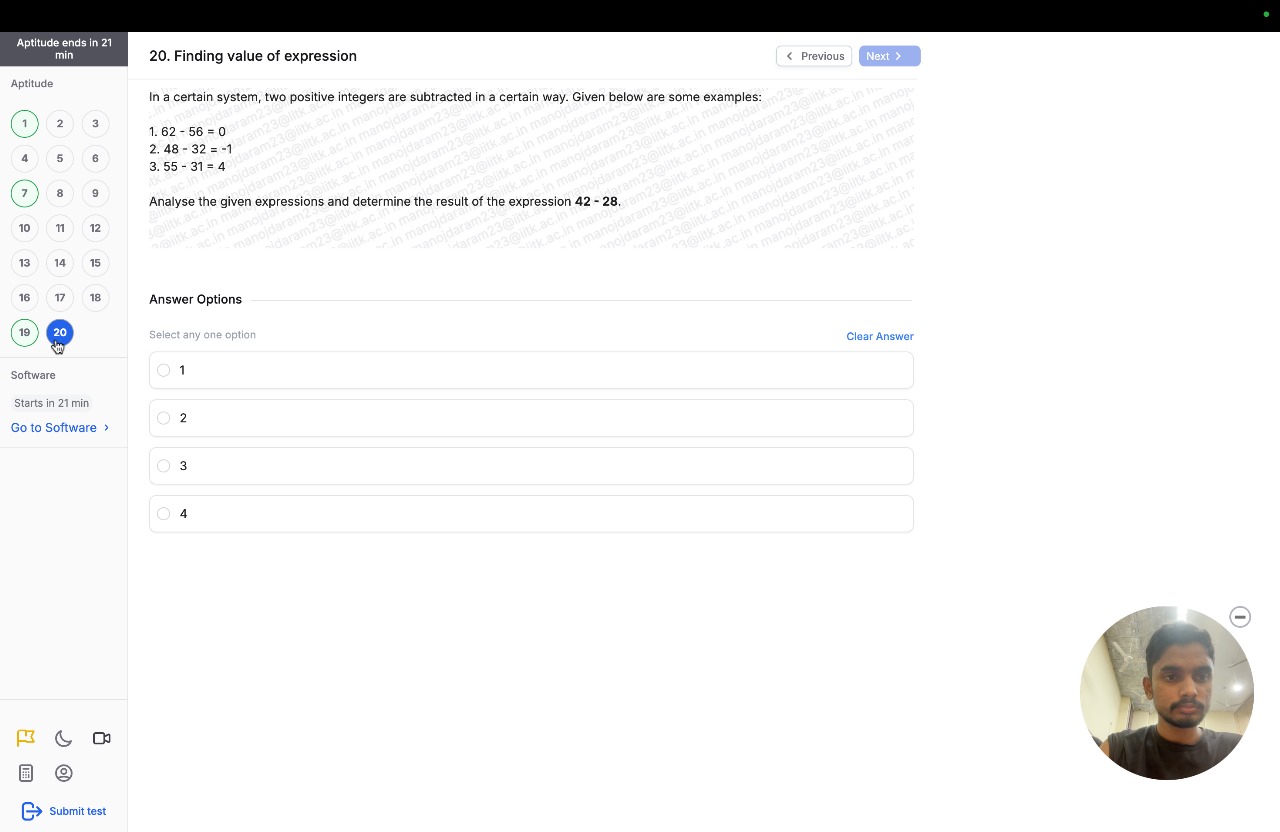 Aptitude ends in 21
min
20. Finding value of expression
Previous
Next
Aptitude
1 2 3
4 5 6
7 8 9
10 11 12
13 14 15
16 17 18
19 20
Software
Starts in 21 min
Go to Software
Submit test
In a certain system, two positive integers are subtracted in a certain way. Given below are some examples:
1. 62 - 56 = 0
2. 48 - 32 = -1
3. 55 - 31 = 4
Analyse the given expressions and determine the result of the expression 42 - 28.
manojdaram23@iitk.ac.in
Answer Options
Select any one option
Clear Answer
1
2
3
4